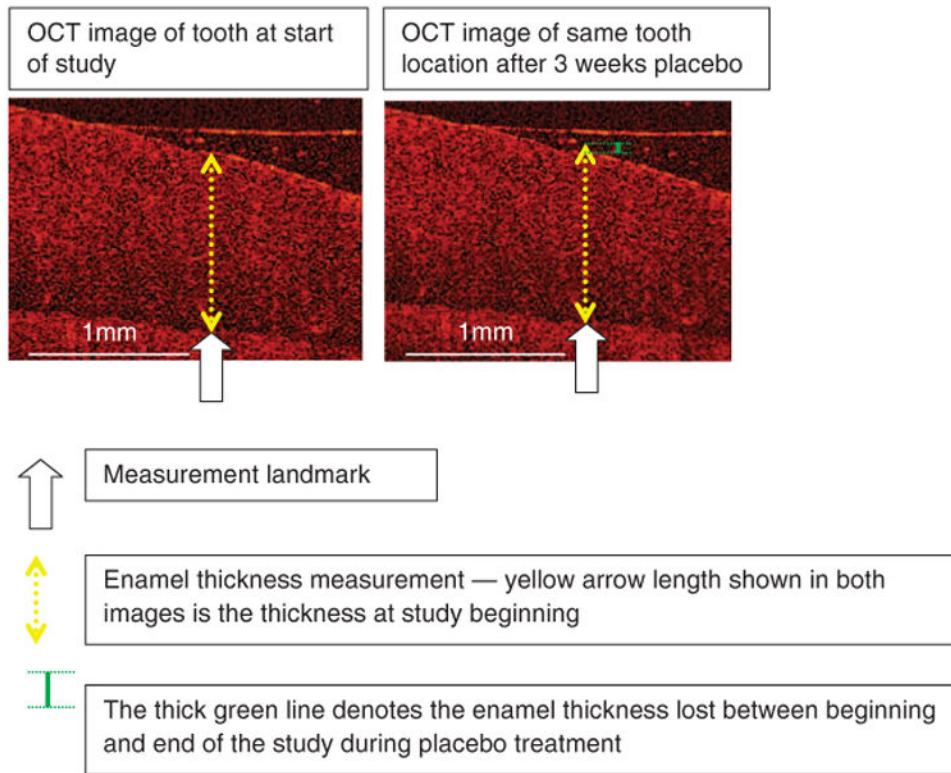 OCT image of tooth at start
of study
OCT image of same tooth
location after 3 weeks placebo
1mm
1mm
Measurement landmark
Enamel thickness measurement — yellow arrow length shown in both
images is the thickness at study beginning
The thick green line denotes the enamel thickness lost between beginning
and end of the study during placebo treatment